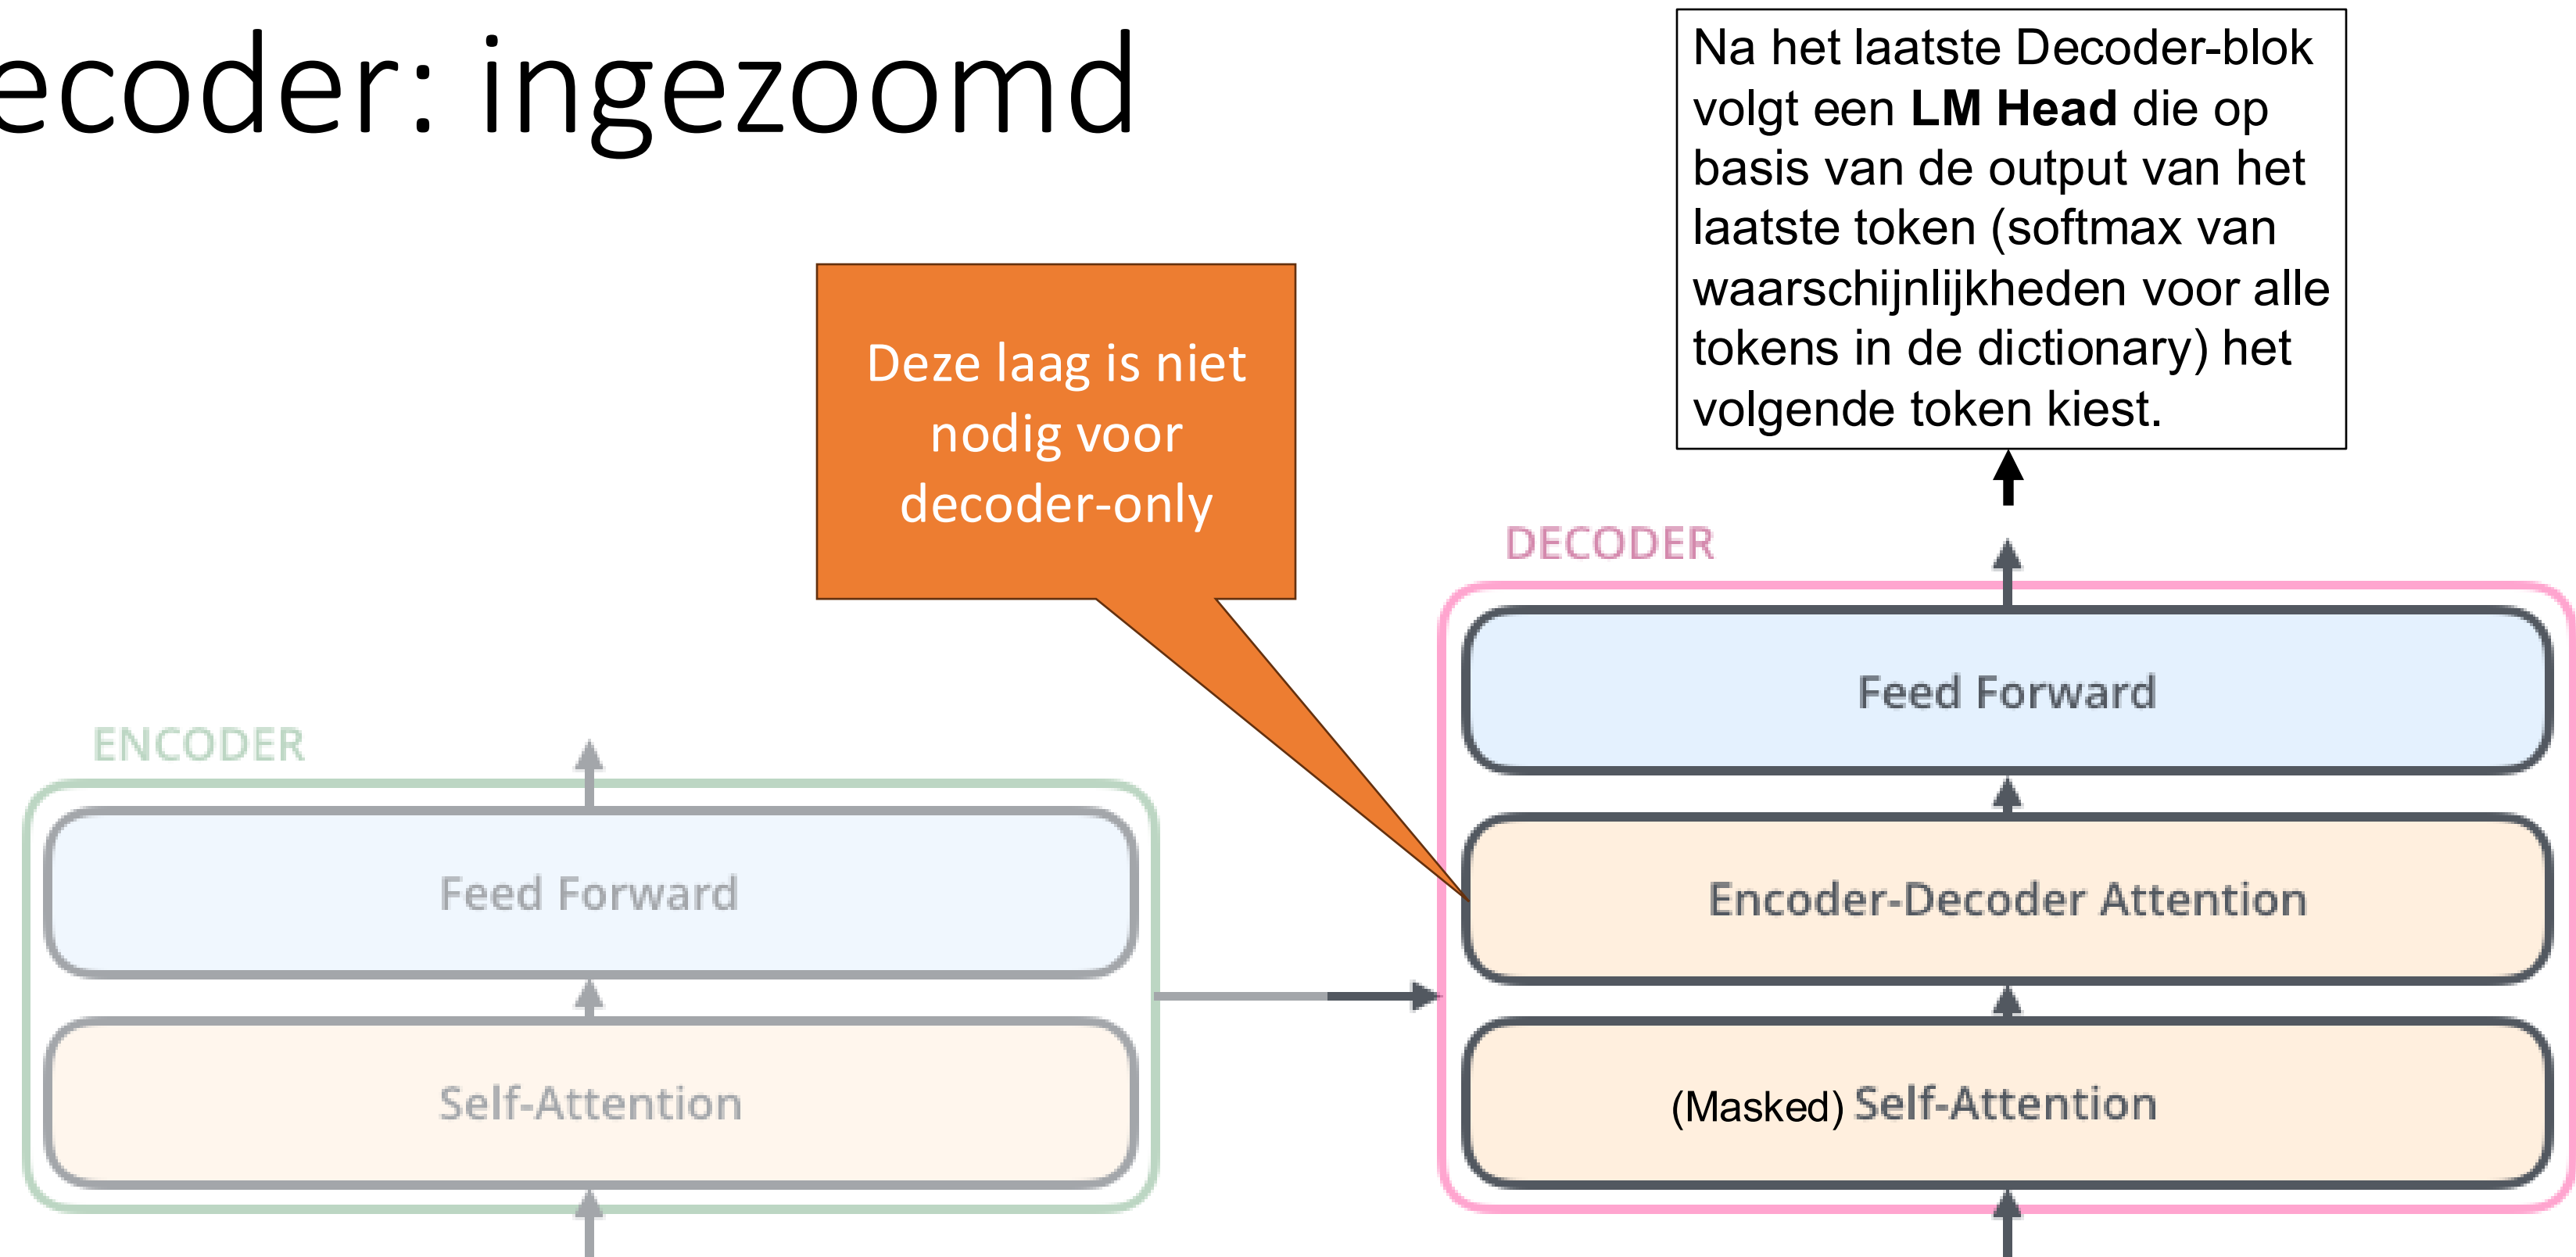 ecoder: ingezoomd
Na het laatste Decoder-blok
volgt een LM Head die op
basis van de output van het
laatste token (softmax van
waarschijnlijkheden voor alle
tokens in de dictionary) het
volgende token kiest.
Deze laag is niet
nodig voor
decoder-only
DECODER
Feed Forward
Encoder-Decoder Attention
(Masked) Self-Attention
ENCODER
Feed Forward
Self-Attention